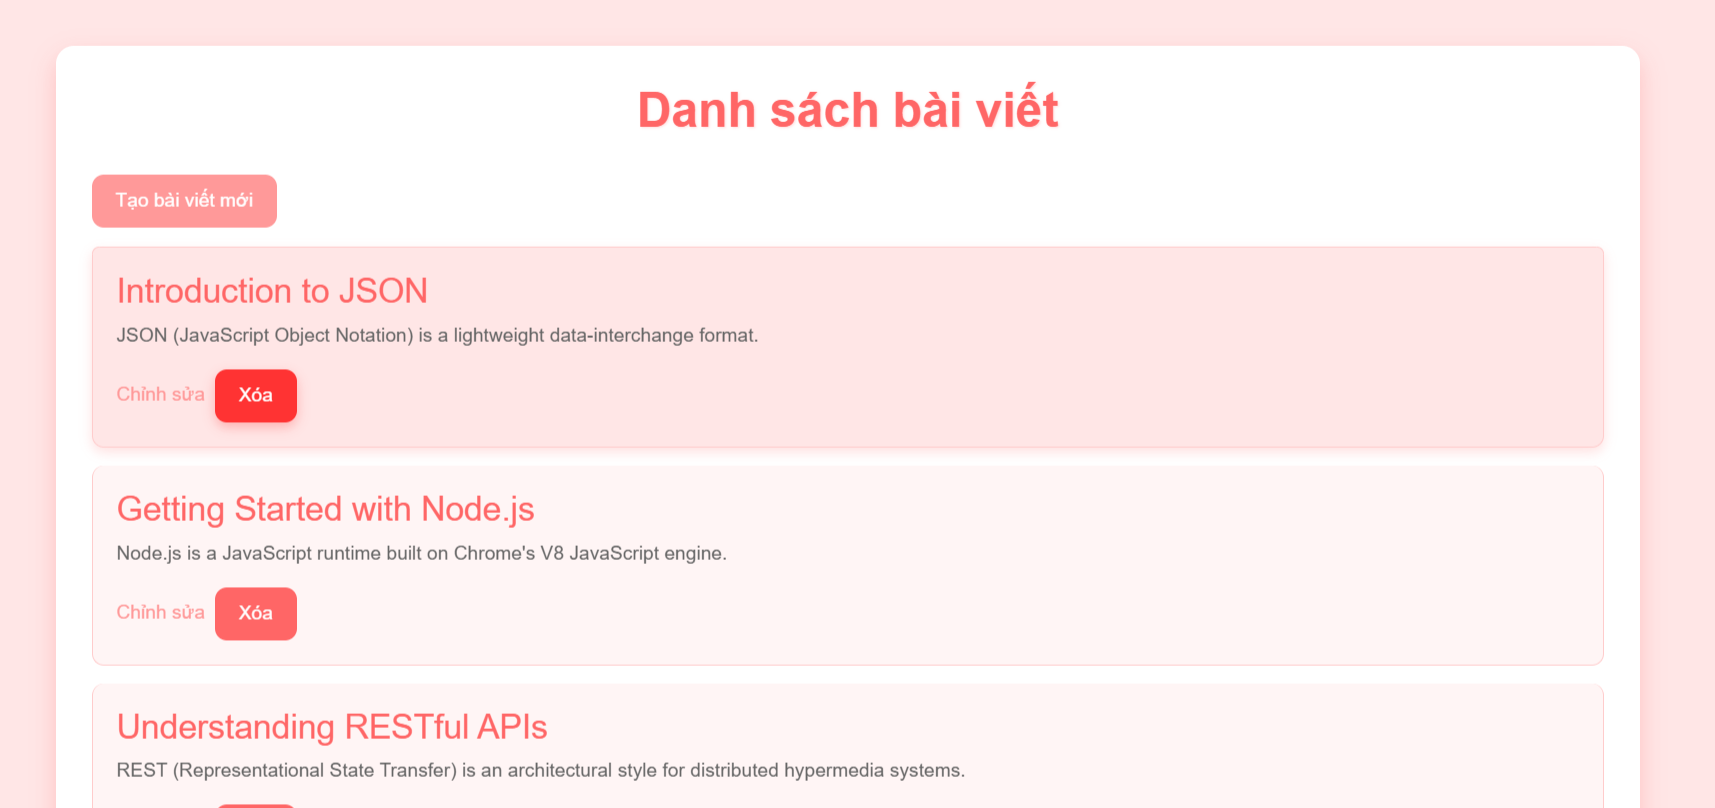 Danh sách bài viết
Tạo bài viết mới
Introduction to JSON
JSON (JavaScript Object Notation) is a lightweight data-interchange format.
Chỉnh sửa Xóa
Getting Started with Node.js
Node.js is a JavaScript runtime built on Chrome's V8 JavaScript engine.
Chỉnh sửa Xóa
Understanding RESTful APIs
REST (Representational State Transfer) is an architectural style for distributed hypermedia systems.